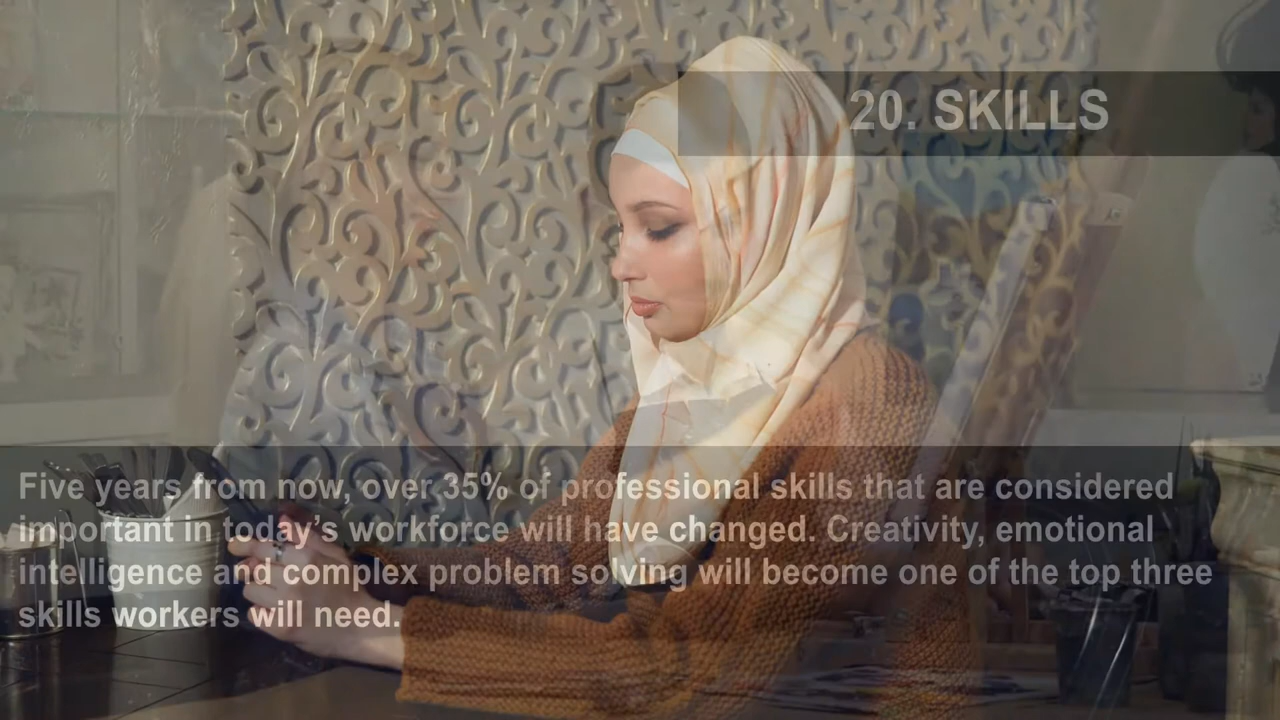 20. SKILLS
Five years from now, over 35% of professional skills that are considered
important in today’s workforce will have changed. Creativity, emotional
intelligence and complex problem solving will become one of the top three
skills workers will need.